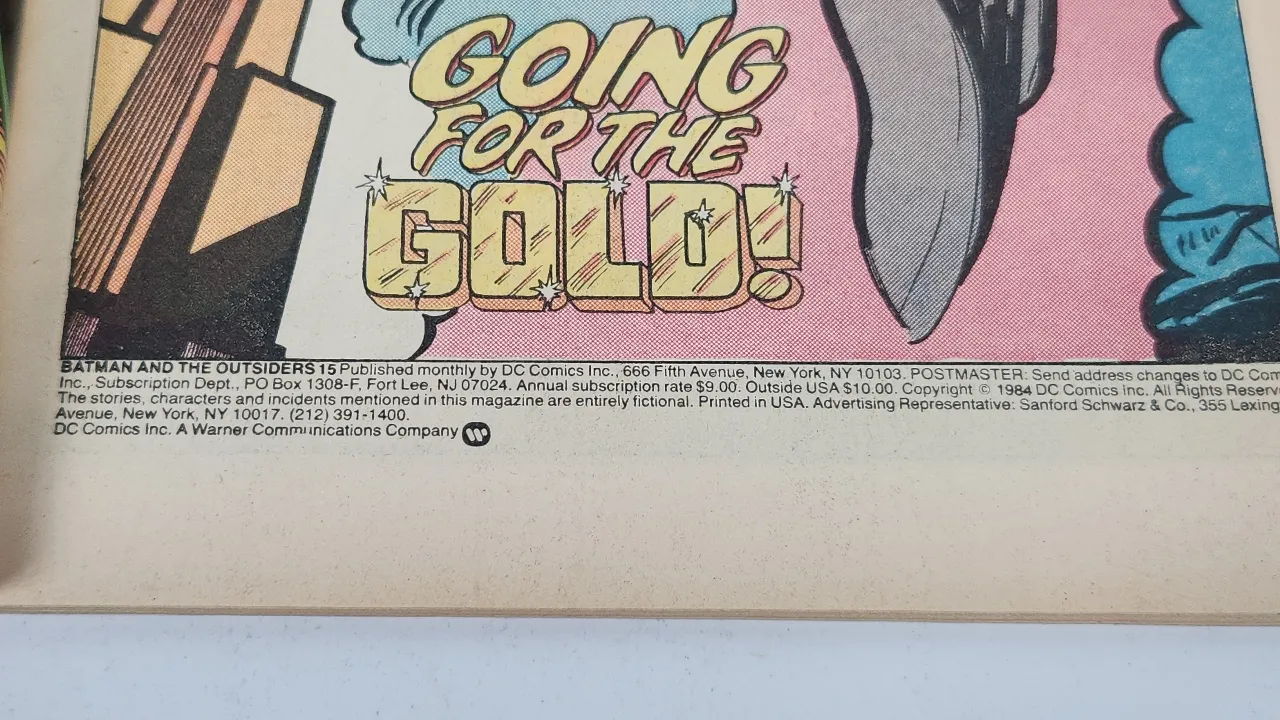 GOING
FOR THE
GOLD!
BATMAN AND THE OUTSIDERS 15 Published monthly by DC Comics Inc., 666 Fifth Avenue, New York, NY 10103. POSTMASTER: Send address changes to DC Com
Inc., Subscription Dept., PO Box 1308-F, Fort Lee, NJ 07024. Annual subscription rate $9.00. Outside USA $10.00. Copyright © 1984 DC Comics Inc. All Rights Reserv
The stories, characters and incidents mentioned in this magazine are entirely fictional. Printed in USA. Advertising Representative: Sanford Schwarz & Co., 355 Lexing
Avenue, New York, NY 10017. (212) 391-1400.
DC Comics Inc. A Warner Communications Company